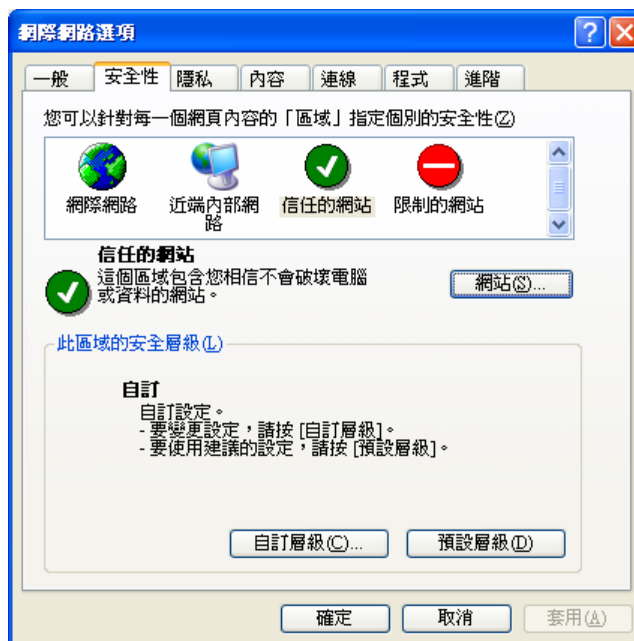 網際網路選項
一般 安全性 隱私 內容 連線 程式 進階
您可以針對每一個網頁內容的「區域」指定個別的安全性(Z)
網際網路 近端內部網路 信任的網站 限制的網站
信任的網站
這個區域包含您相信不會破壞電腦
或資料的網站。
網站(S)...
此區域的安全層級(L)
自訂
自訂設定。
- 要變更設定，請按 [自訂層級]。
- 要使用建議的設定，請按 [預設層級]。
自訂層級(C)... 預設層級(D)
確定 取消 套用(A)